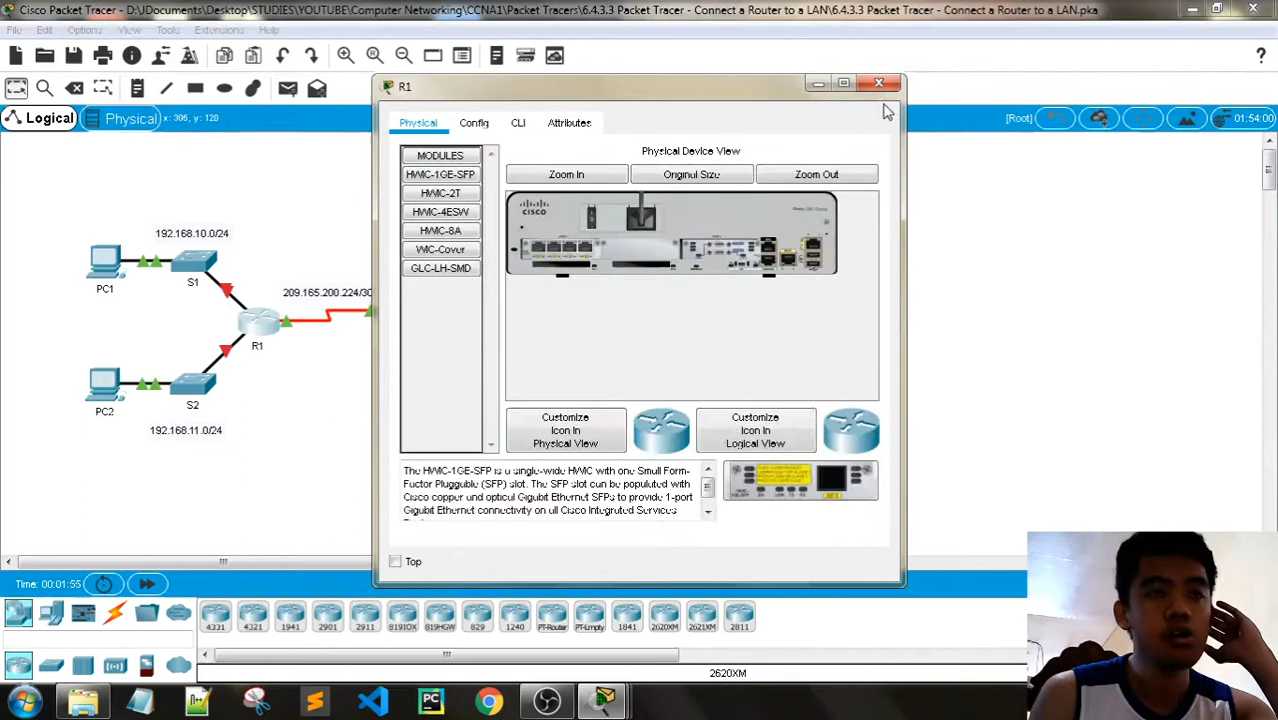 Cisco Packet Tracer - D:\JDocuments\Desktop\STUDIES\YOUTUBE\Computer Networking\CCNA1\Packet Tracers\6.4.3.3 Packet Tracer - Connect a Router to a LAN\6.4.3.3 Packet Tracer - Connect a Router to a LAN.pka
File Edit Options View Tools Extensions Help
?
Logical Physical x: 305, y: 120 [Root] 01:54:00
R1
Physical Config CLI Attributes
MODULES
HWIC-1GE-SFP
HWIC-2T
HWIC-4ESW
HWIC-8A
WIC-Cover
GLC-LH-SMD
Physical Device View
Zoom In Original Size Zoom Out
CISCO
Customize
Icon in
Physical View
Customize
Icon in
Logical View
The HWIC-1GE-SFP is a single-wide HWIC with one Small Form-
Factor Pluggable (SFP) slot. The SFP slot can be populated with
Cisco copper and optical Gigabit Ethernet SFPs to provide 1-port
Gigabit Ethernet connectivity on all Cisco Integrated Services
Top
192.168.10.0/24
PC1
S1
209.165.200.224/30
R1
PC2
S2
192.168.11.0/24
Time: 00:01:55
4331 4321 1941 2901 2911 819IOX 819HGW 829 1240 PT-Router PT-Empty 1841 2620XM 2621XM 2811
2620XM
PC